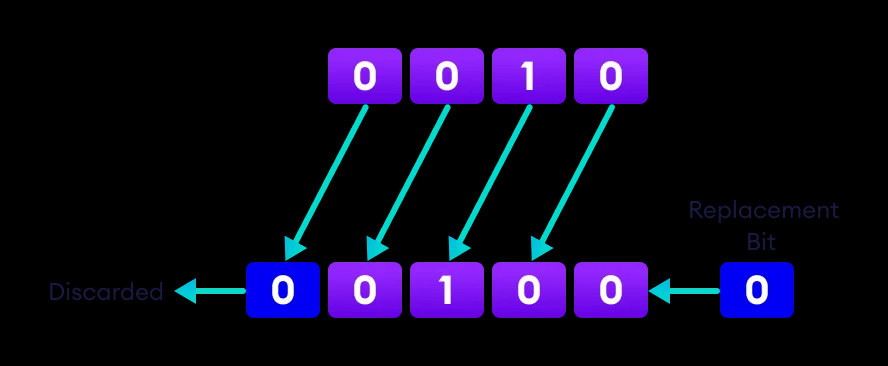 0 0 1 0
Replacement
Bit
Discarded 0 0 1 0 0 0